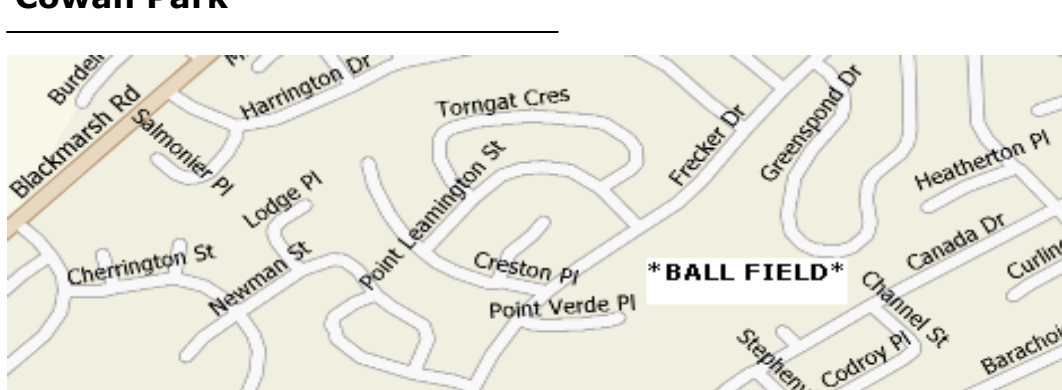 Cowan Park
Burde
Harrington Dr
Blackmarsh Rd
Salmonier Pl
Torngat Cres
Frecker Dr
Greenspond Dr
Heatherton Pl
Lodge Pl
Point Leamington St
Cherrington St
Newman St
Creston Pl
*BALL FIELD*
Canada Dr
Curlin
Point Verde Pl
Channel St
Stepheny
Codroy Pl
Baracho